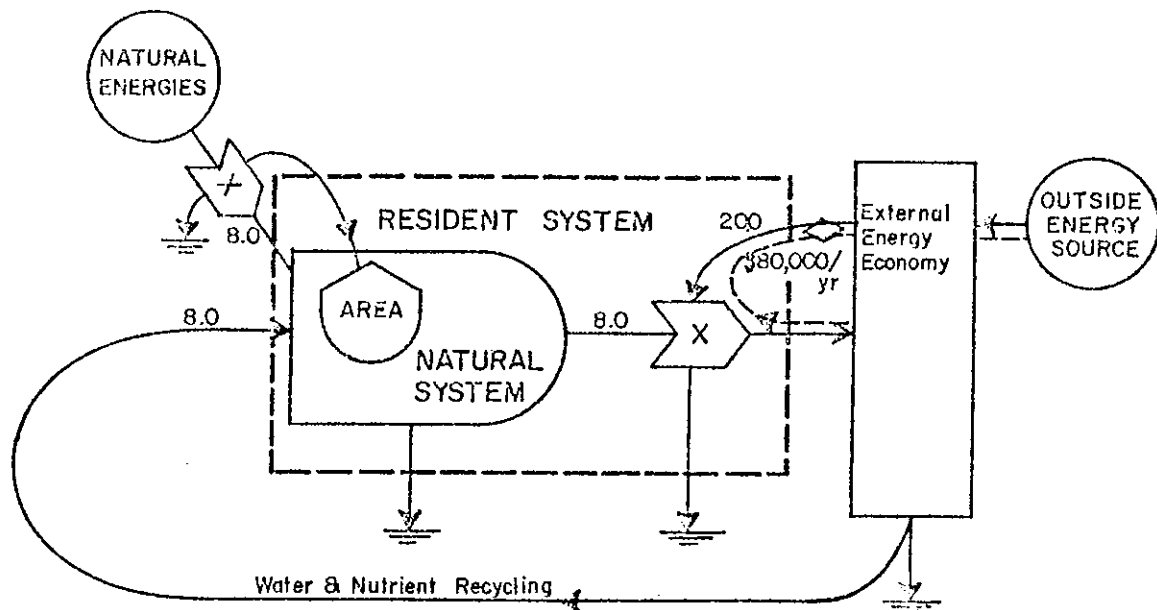 NATURAL
ENERGIES
8.0
RESIDENT SYSTEM
200
External
Energy
Economy
OUTSIDE
ENERGY
SOURCE
$80,000/
yr
8.0
AREA
8.0
X
NATURAL
SYSTEM
Water & Nutrient Recycling